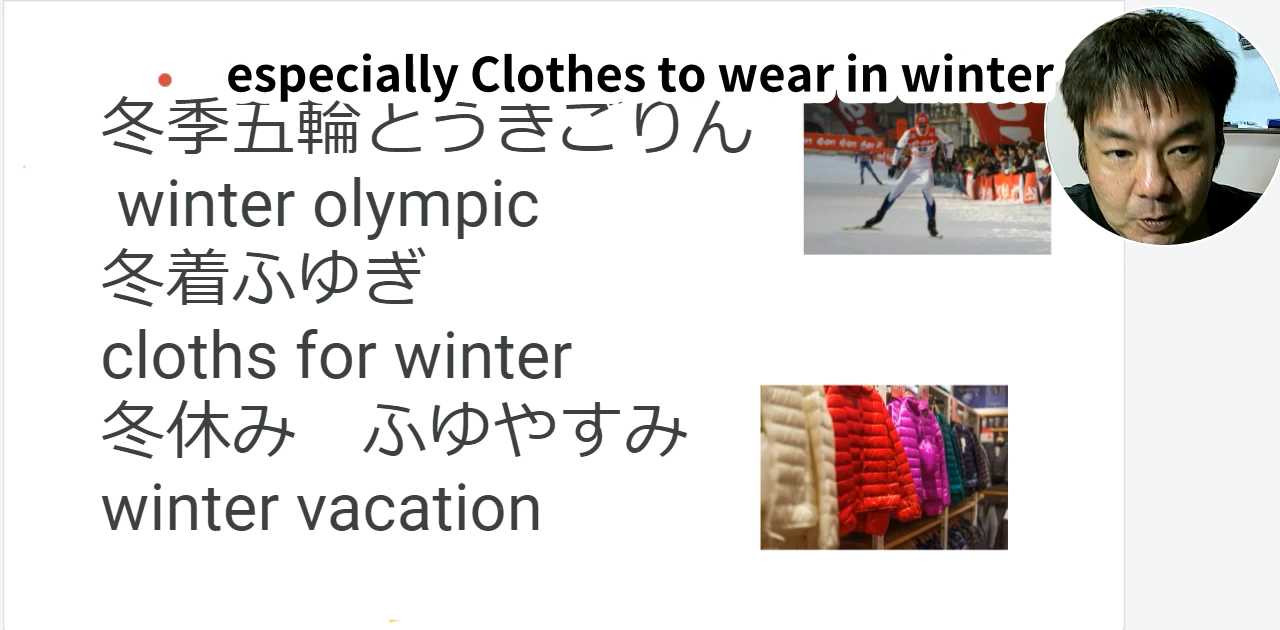 especially Clothes to wear in winter
冬季五輪とうきごりん
winter olympic
冬着ふゆぎ
cloths for winter
冬休み　ふゆやすみ
winter vacation